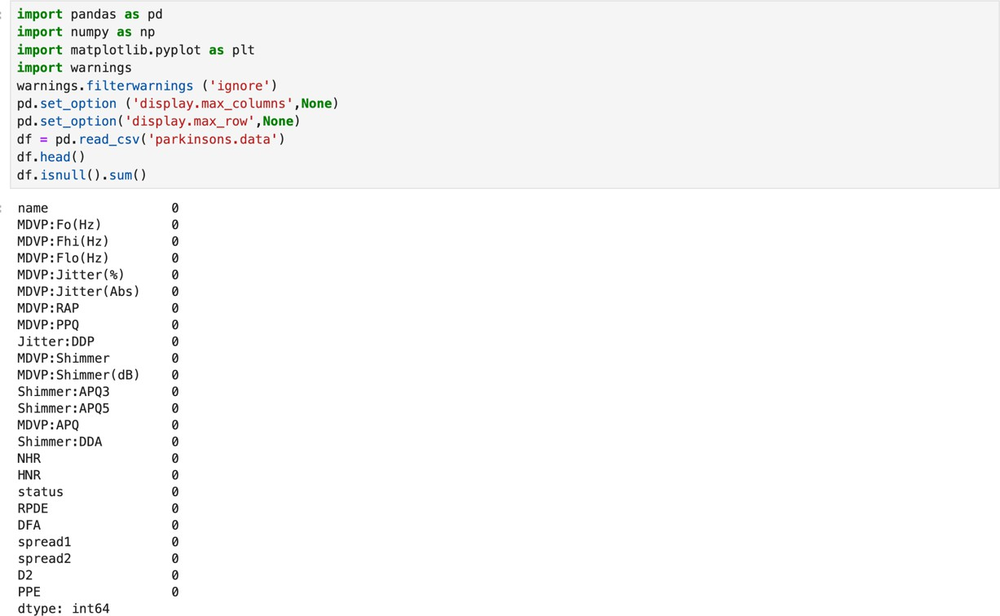 import pandas as pd
import numpy as np
import matplotlib.pyplot as plt
import warnings
warnings.filterwarnings ('ignore')
pd.set_option ('display.max_columns',None)
pd.set_option('display.max_row',None)
df = pd.read_csv('parkinsons.data')
df.head()
df.isnull().sum()
name 0
MDVP:Fo(Hz) 0
MDVP:Fhi(Hz) 0
MDVP:Flo(Hz) 0
MDVP:Jitter(%) 0
MDVP:Jitter(Abs) 0
MDVP:RAP 0
MDVP:PPQ 0
Jitter:DDP 0
MDVP:Shimmer 0
MDVP:Shimmer(dB) 0
Shimmer:APQ3 0
Shimmer:APQ5 0
MDVP:APQ 0
Shimmer:DDA 0
NHR 0
HNR 0
status 0
RPDE 0
DFA 0
spread1 0
spread2 0
D2 0
PPE 0
dtype: int64